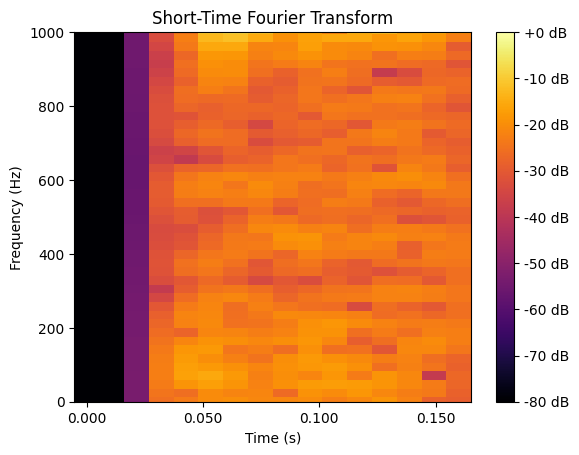 Short-Time Fourier Transform
1000
800
600
400
200
0
Frequency (Hz)
0.000
0.050
0.100
0.150
Time (s)
+0 dB
-10 dB
-20 dB
-30 dB
-40 dB
-50 dB
-60 dB
-70 dB
-80 dB